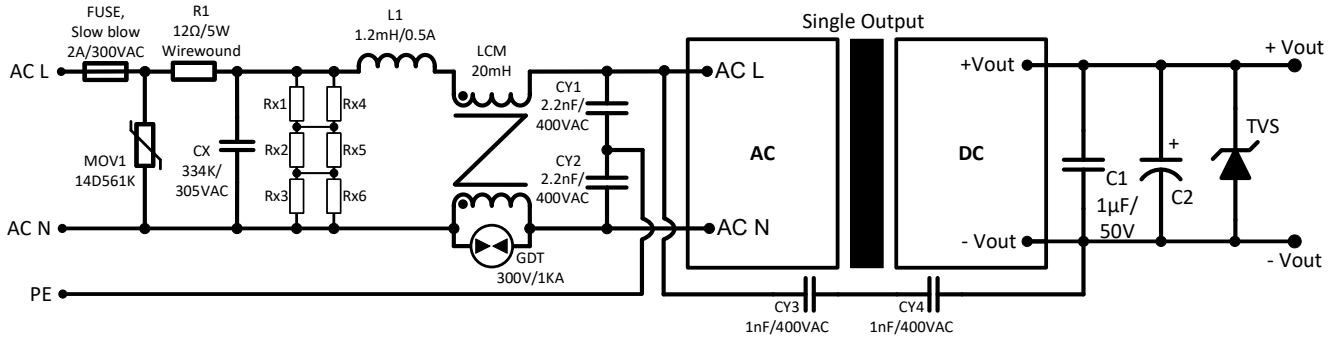 FUSE,
Slow blow
2A/300VAC
R1
12Ω/5W
Wirewound
L1
1.2mH/0.5A
LCM
20mH
Single Output
AC L
MOV1
14D561K
CX
334K/
305VAC
Rx1
Rx2
Rx3
Rx4
Rx5
Rx6
CY1
2.2nF/
400VAC
CY2
2.2nF/
400VAC
AC L
AC
AC N
+Vout
DC
- Vout
C1
1µF/
50V
+
C2
TVS
+ Vout
- Vout
AC N
GDT
300V/1KA
PE
CY3
1nF/400VAC
CY4
1nF/400VAC